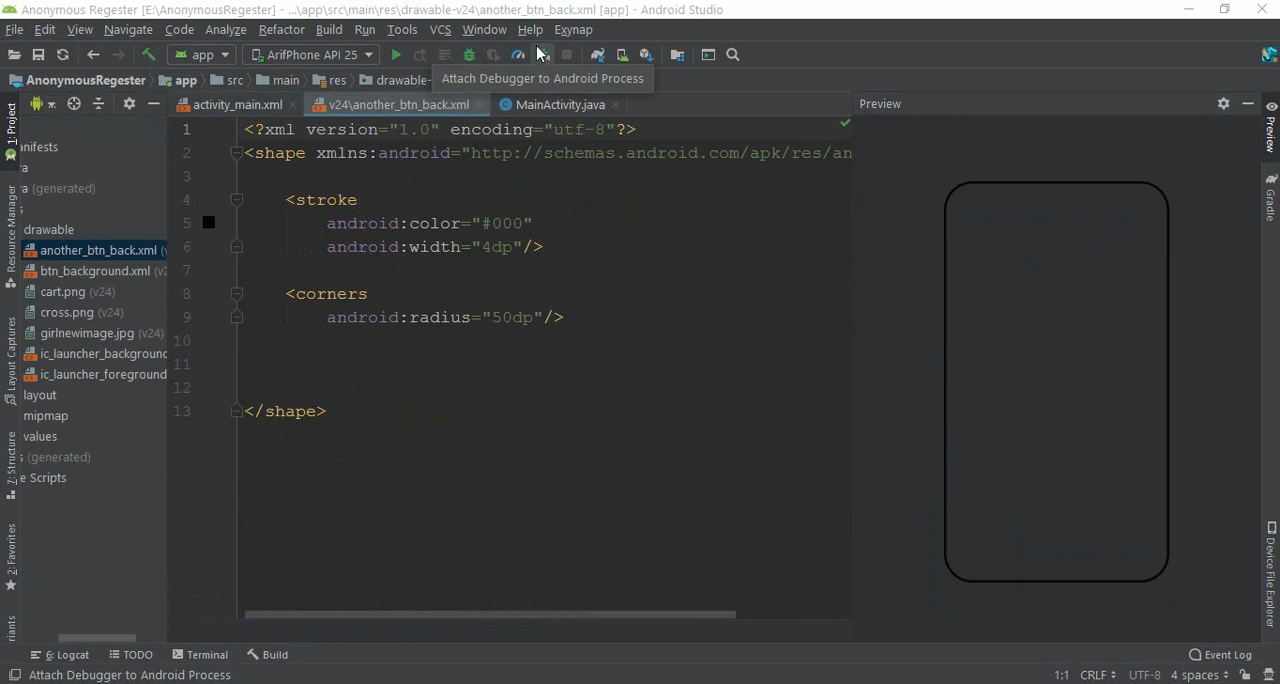 Anonymous Regester [E:\AnonymousRegester] - ...\app\src\main\res\drawable-v24\another_btn_back.xml [app] - Android Studio
File Edit View Navigate Code Analyze Refactor Build Run Tools VCS Window Help Exynap
app ArifPhone API 25
AnonymousRegester app src main res drawable-
Attach Debugger to Android Process
1: Project
Resource Manager
Layout Captures
Z: Structure
2: Favorites
riants
anifests
a
ra (generated)
s
drawable
another_btn_back.xml (
btn_background.xml (v2
cart.png (v24)
cross.png (v24)
girlnewimage.jpg (v24)
ic_launcher_background
ic_launcher_foreground
layout
mipmap
values
s (generated)
e Scripts
activity_main.xml v24\another_btn_back.xml MainActivity.java
1 <?xml version="1.0" encoding="utf-8"?>
2 <shape xmlns:android="http://schemas.android.com/apk/res/an
3
4 <stroke
5 android:color="#000"
6 android:width="4dp"/>
7
8 <corners
9 android:radius="50dp"/>
10
11
12
13 </shape>
Preview
Preview
Gradle
Device File Explorer
6: Logcat TODO Terminal Build Event Log
Attach Debugger to Android Process 1:1 CRLF UTF-8 4 spaces